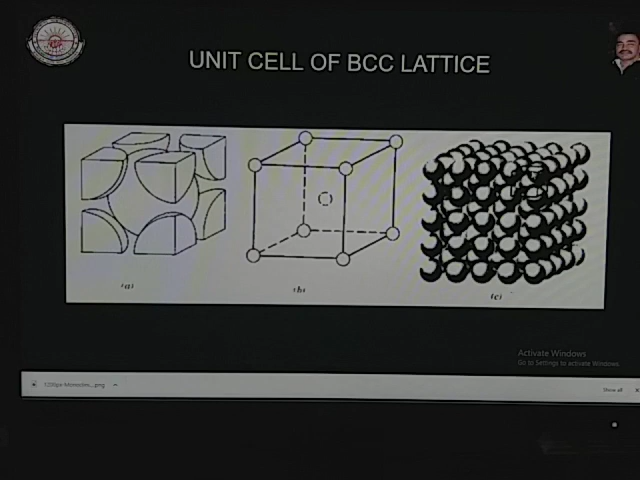 UNIT CELL OF BCC LATTICE
(a)
(b)
(c)
Activate Windows
Go to Settings to activate Windows.
Show all